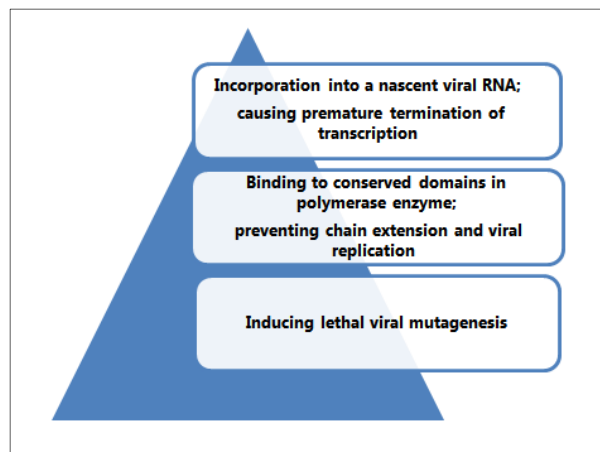 Incorporation into a nascent viral RNA;
causing premature termination of
transcription
Binding to conserved domains in
polymerase enzyme;
preventing chain extension and viral
replication
Inducing lethal viral mutagenesis